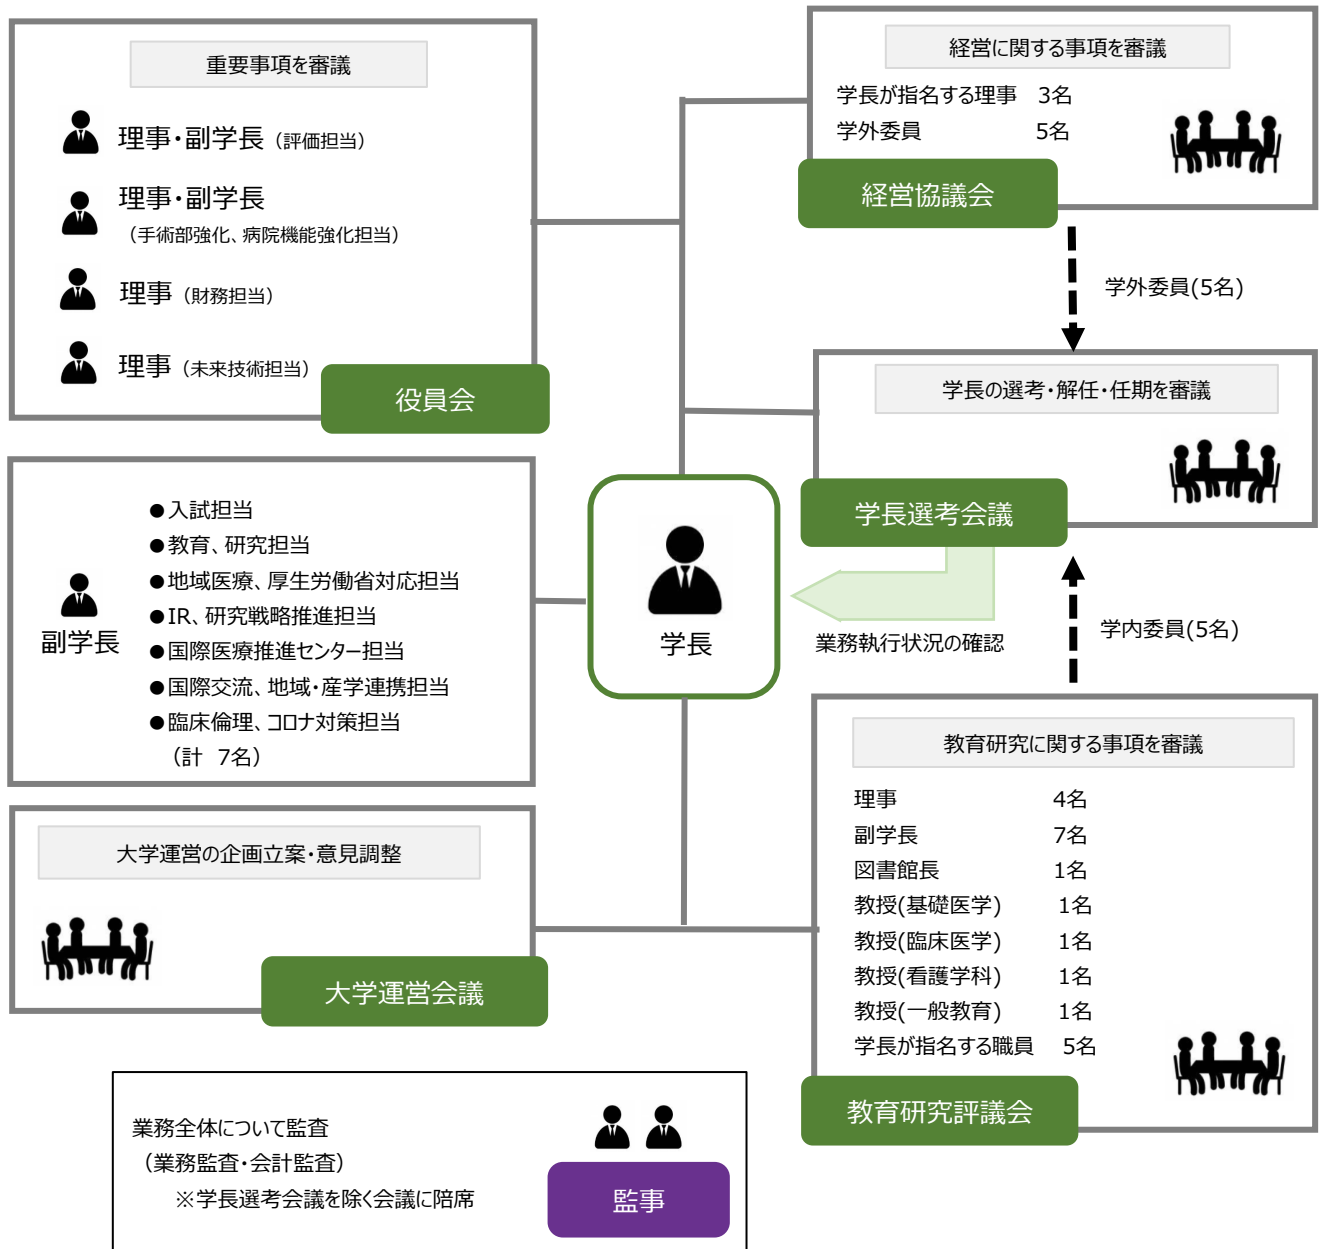 重要事項を審議
理事・副学長（評価担当）
理事・副学長
（手術部強化、病院機能強化担当）
理事（財務担当）
理事（未来技術担当）
役員会
経営に関する事項を審議
学長が指名する理事　3名
学外委員　5名
経営協議会
学外委員(5名)
学長の選考・解任・任期を審議
学長選考会議
業務執行状況の確認
学内委員(5名)
副学長
●入試担当
●教育、研究担当
●地域医療、厚生労働省対応担当
●IR、研究戦略推進担当
●国際医療推進センター担当
●国際交流、地域・産学連携担当
●臨床倫理、コロナ対策担当
（計　7名）
学長
大学運営の企画立案・意見調整
大学運営会議
教育研究に関する事項を審議
理事　4名
副学長　7名
図書館長　1名
教授(基礎医学)　1名
教授(臨床医学)　1名
教授(看護学科)　1名
教授(一般教育)　1名
学長が指名する職員　5名
教育研究評議会
業務全体について監査
（業務監査・会計監査）
※学長選考会議を除く会議に陪席
監事